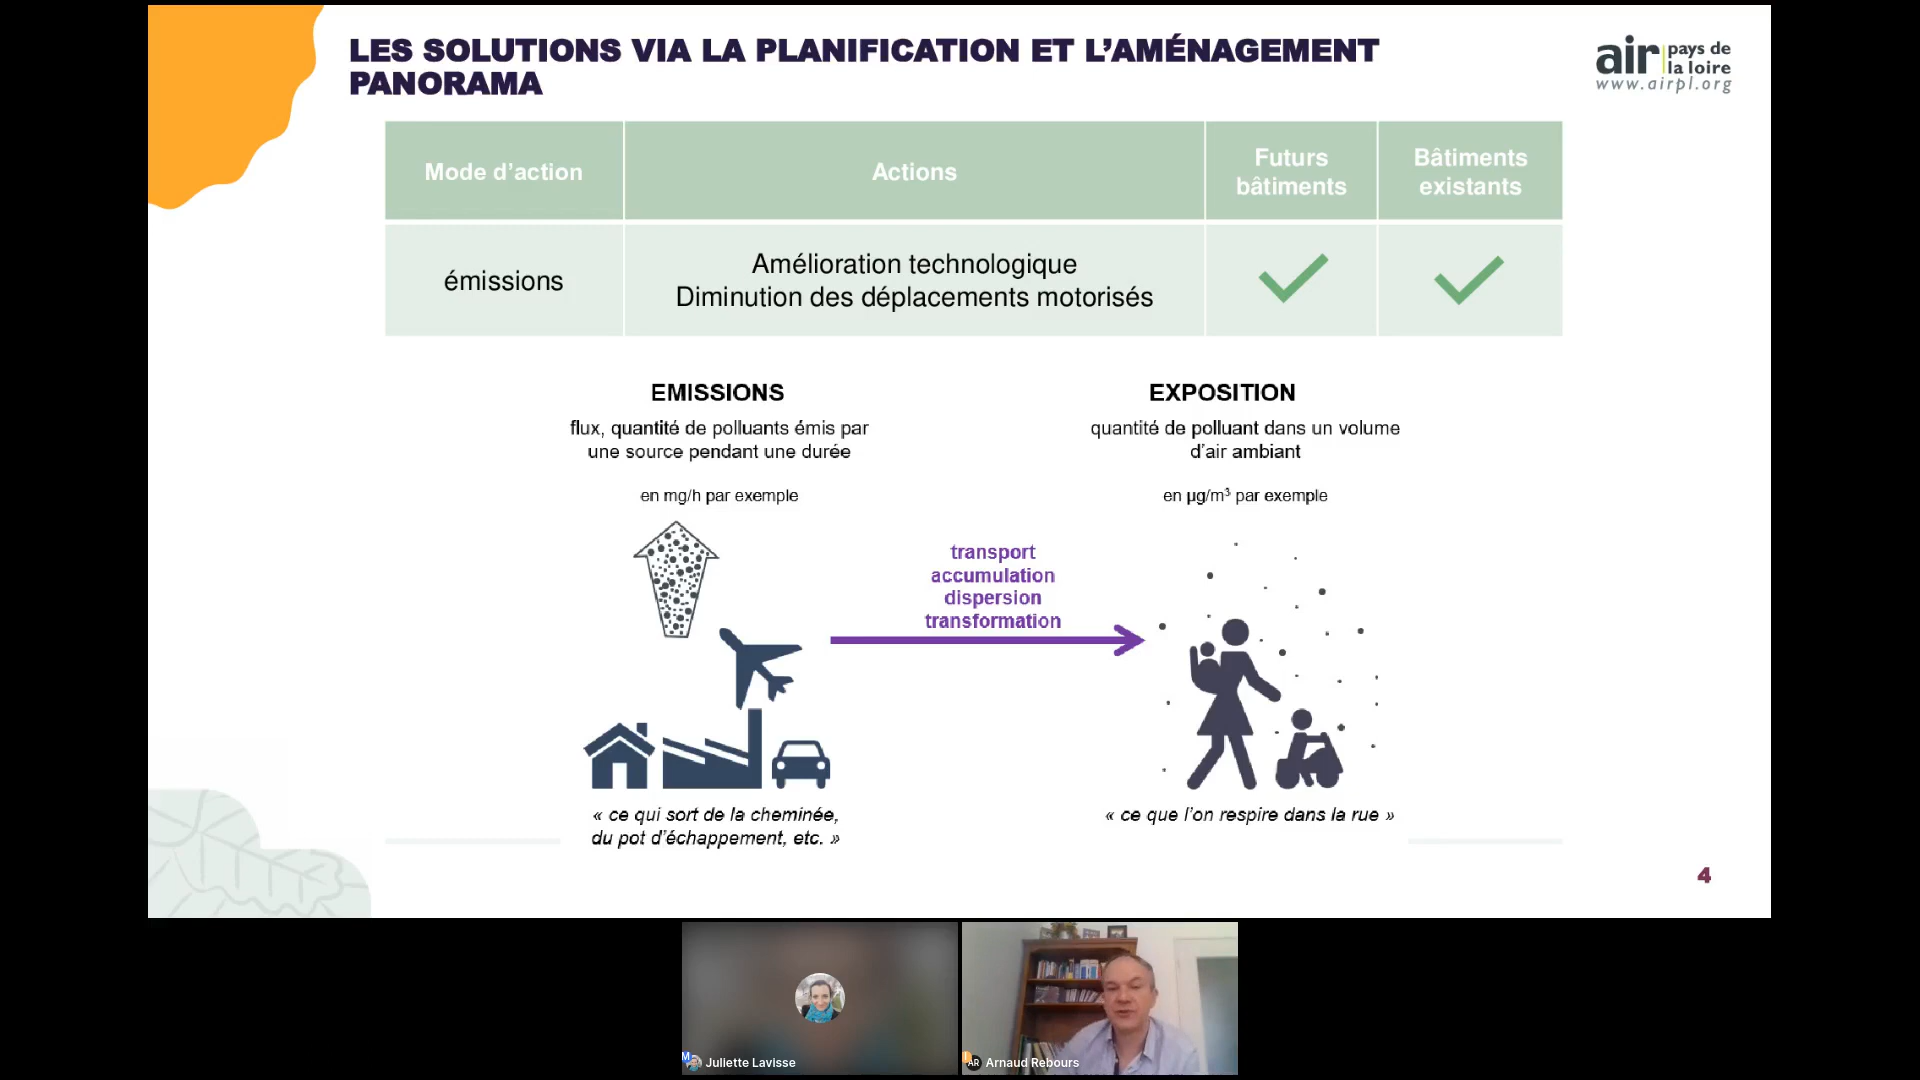 LES SOLUTIONS VIA LA PLANIFICATION ET L'AMÉNAGEMENT
PANORAMA
air pays de
la loire
www.airpl.org
Mode d'action
Actions
Futurs
bâtiments
Bâtiments
existants
émissions
Amélioration technologique
Diminution des déplacements motorisés
EMISSIONS
flux, quantité de polluants émis par
une source pendant une durée
en mg/h par exemple
EXPOSITION
quantité de polluant dans un volume
d'air ambiant
en µg/m³ par exemple
transport
accumulation
dispersion
transformation
« ce qui sort de la cheminée,
du pot d'échappement, etc. »
« ce que l'on respire dans la rue »
4
M
Juliette Lavisse
AR
Arnaud Rebours